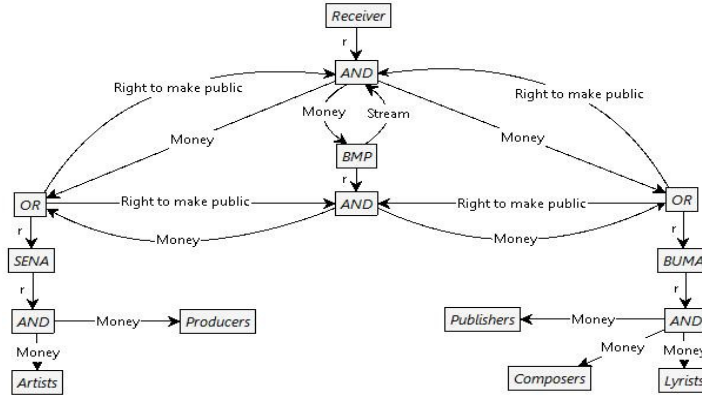 Receiver
r
AND
Right to make public
Right to make public
Money
Stream
Money
Money
BMP
r
OR
Right to make public
AND
Right to make public
OR
Money
Money
r
r
SENA
BUMA
r
r
AND
Money
Producers
Publishers
Money
AND
Money
Money
Money
Artists
Composers
Lyrists